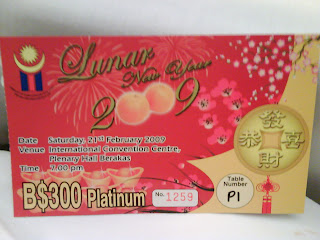 Lunar
New Year
2009
Date Saturday, 21st February 2009
Venue International Convention Centre,
Plenary Hall Berakas
Time 7.00 pm
B$300 Platinum
No. 1259
Table
Number
P1
發
恭 喜
財